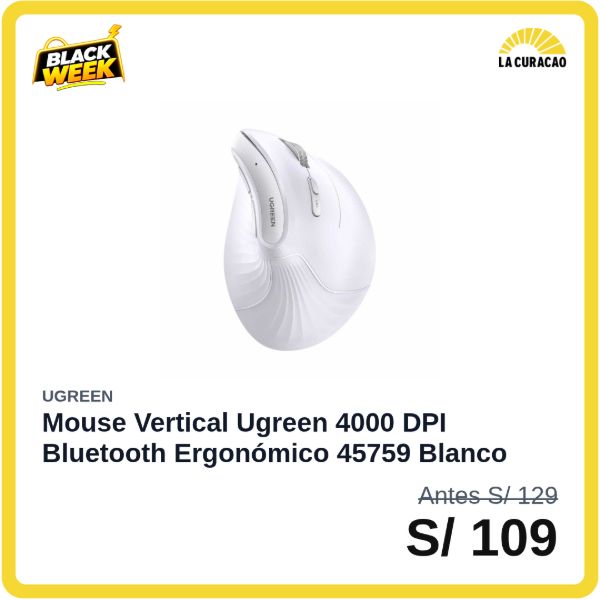 BLACK
WEEK
LA CURACAO
UGREEN
UGREEN
Mouse Vertical Ugreen 4000 DPI
Bluetooth Ergonómico 45759 Blanco
Antes S/ 129
S/ 109